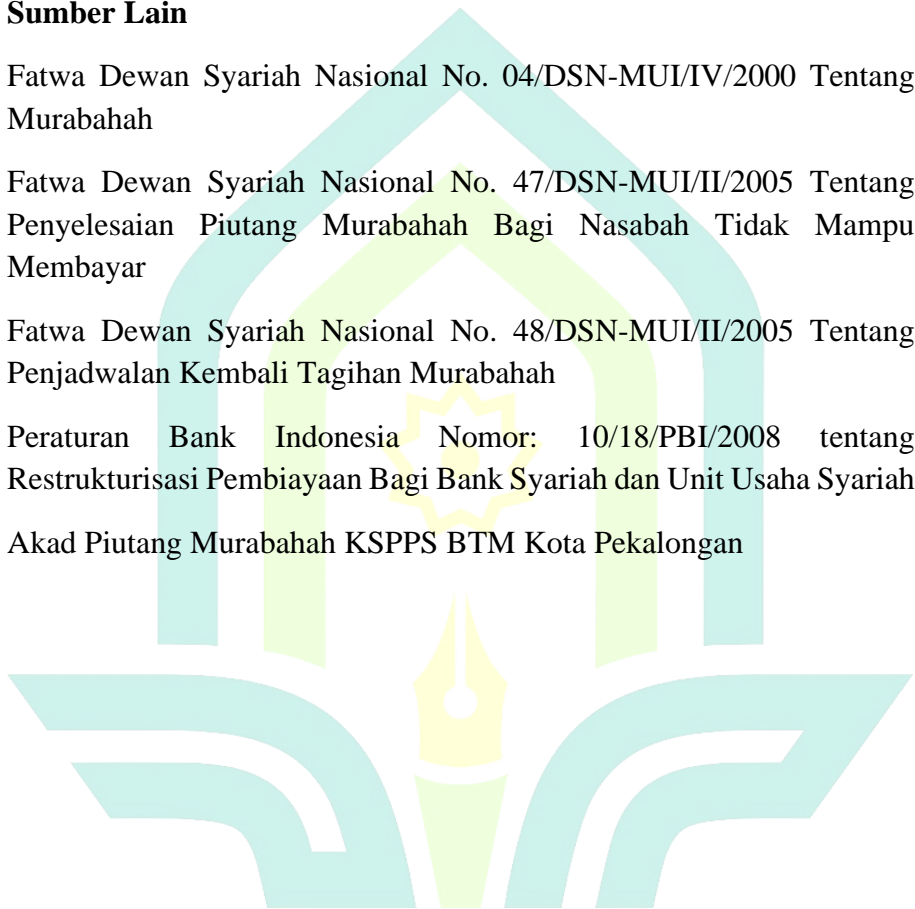 Sumber Lain
Fatwa Dewan Syariah Nasional No. 04/DSN-MUI/IV/2000 Tentang
Murabahah
Fatwa Dewan Syariah Nasional No. 47/DSN-MUI/II/2005 Tentang
Penyelesaian Piutang Murabahah Bagi Nasabah Tidak Mampu
Membayar
Fatwa Dewan Syariah Nasional No. 48/DSN-MUI/II/2005 Tentang
Penjadwalan Kembali Tagihan Murabahah
Peraturan Bank Indonesia Nomor: 10/18/PBI/2008 tentang
Restrukturisasi Pembiayaan Bagi Bank Syariah dan Unit Usaha Syariah
Akad Piutang Murabahah KSPPS BTM Kota Pekalongan